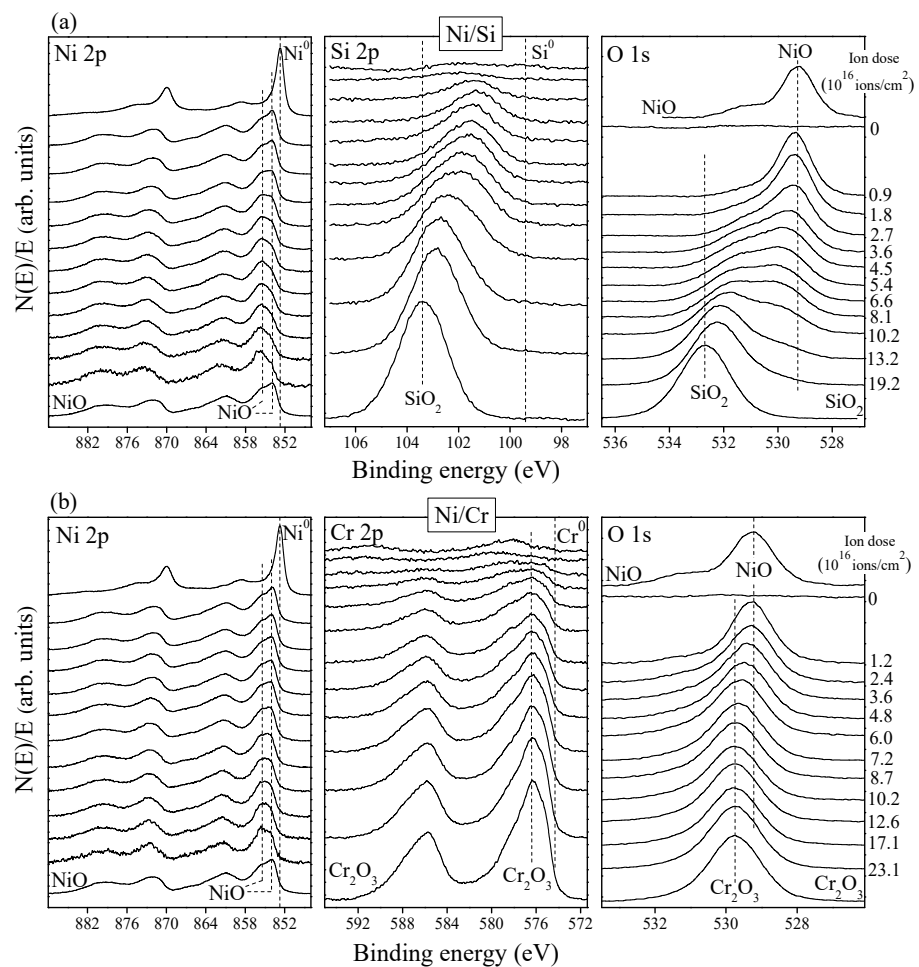 (a)
Ni/Si
Ni 2p
Ni⁰
Si 2p
Si⁰
O 1s
NiO
Ion dose
(10¹⁶ions/cm²)
NiO
0
0.9
1.8
2.7
3.6
4.5
5.4
6.6
8.1
10.2
13.2
19.2
N(E)/E (arb. units)
NiO
NiO
SiO₂
SiO₂
SiO₂
882 876 870 864 858 852
106 104 102 100 98
536 534 532 530 528
Binding energy (eV)
(b)
Ni/Cr
Ni 2p
Ni⁰
Cr 2p
Cr⁰
O 1s
Ion dose
(10¹⁶ions/cm²)
NiO
NiO
0
1.2
2.4
3.6
4.8
6.0
7.2
8.7
10.2
12.6
17.1
23.1
N(E)/E (arb. units)
NiO
NiO
Cr₂O₃
Cr₂O₃
Cr₂O₃
Cr₂O₃
882 876 870 864 858 852
592 588 584 580 576 572
532 530 528
Binding energy (eV)